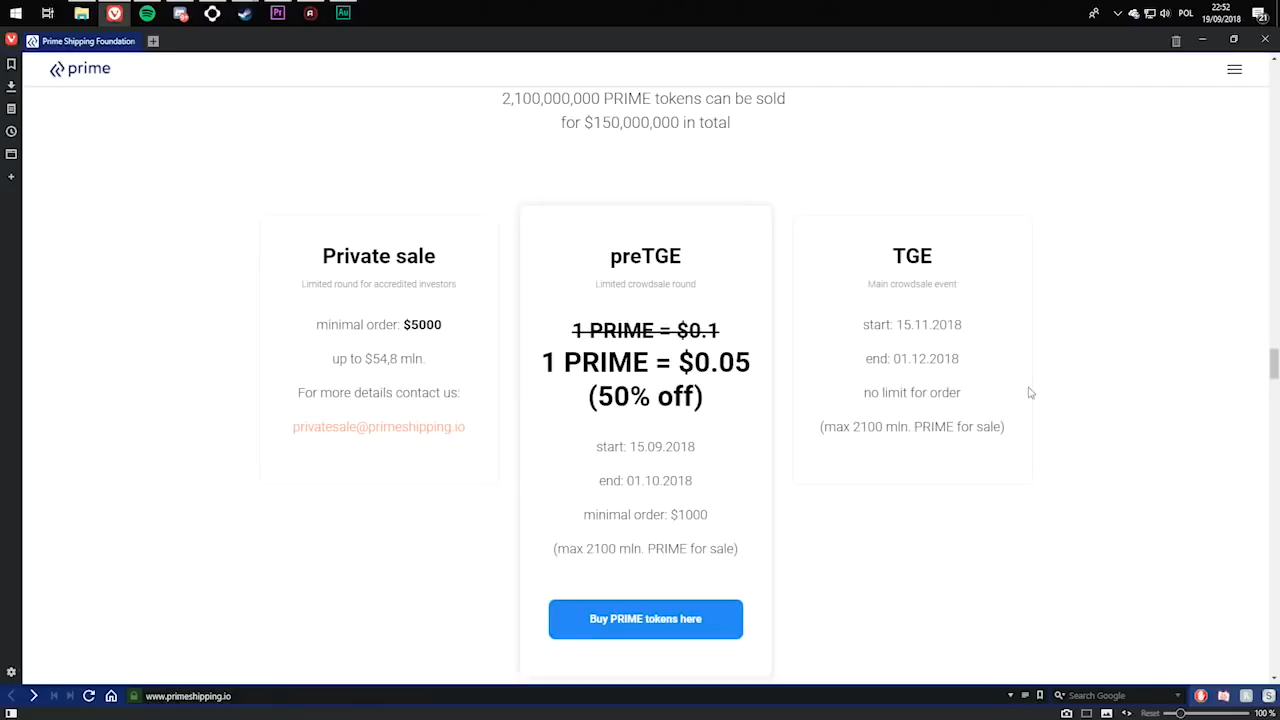 22:52
POL
19/09/2018
Prime Shipping Foundation
prime
2,100,000,000 PRIME tokens can be sold
for $150,000,000 in total
Private sale
Limited round for accredited investors
minimal order: $5000
up to $54,8 mln.
For more details contact us:
privatesale@primeshipping.io
preTGE
Limited crowdsale round
1 PRIME = $0.1
1 PRIME = $0.05
(50% off)
start: 15.09.2018
end: 01.10.2018
minimal order: $1000
(max 2100 mln. PRIME for sale)
Buy PRIME tokens here
TGE
Main crowdsale event
start: 15.11.2018
end: 01.12.2018
no limit for order
(max 2100 mln. PRIME for sale)
www.primeshipping.io
Search Google
Reset
100 %